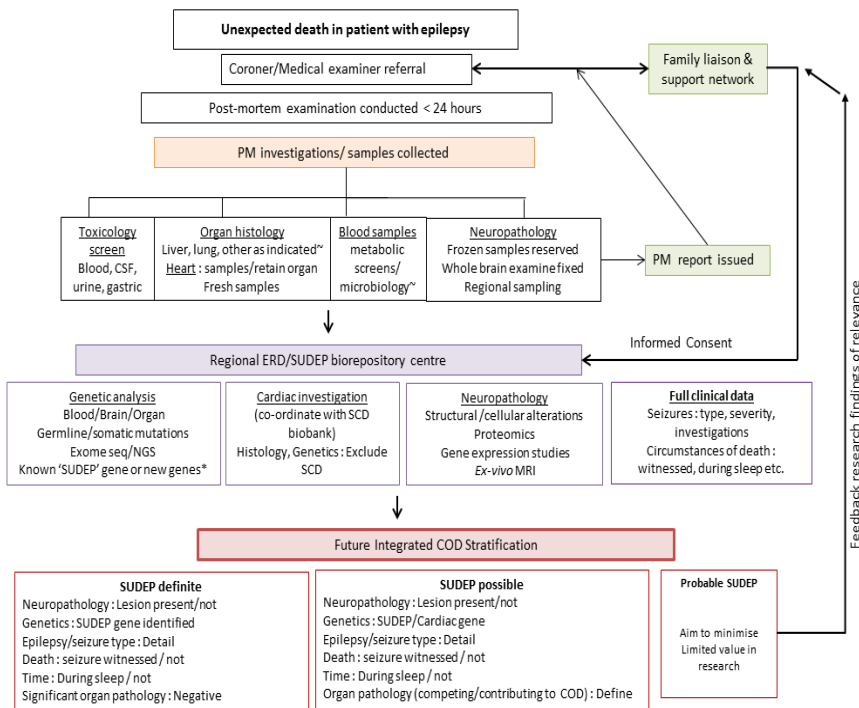 Unexpected death in patient with epilepsy
Coroner/Medical examiner referral
Family liaison &
support network
Post-mortem examination conducted < 24 hours
PM investigations/ samples collected
Toxicology
screen
Blood, CSF,
urine, gastric
Organ histology
Liver, lung, other as indicated~
Heart : samples/retain organ
Fresh samples
Blood samples
metabolic
screens/
microbiology~
Neuropathology
Frozen samples reserved
Whole brain examine fixed
Regional sampling
PM report issued
Informed Consent
Regional ERD/SUDEP biorepository centre
Genetic analysis
Blood/Brain/Organ
Germline/somatic mutations
Exome seq/NGS
Known ‘SUDEP’ gene or new genes*
Cardiac investigation
(co-ordinate with SCD
biobank)
Histology, Genetics : Exclude
SCD
Neuropathology
Structural /cellular alterations
Proteomics
Gene expression studies
Ex-vivo MRI
Full clinical data
Seizures : type, severity,
investigations
Circumstances of death :
witnessed, during sleep etc.
Feedback research findings of relevance
Future Integrated COD Stratification
SUDEP definite
Neuropathology : Lesion present/not
Genetics : SUDEP gene identified
Epilepsy/seizure type : Detail
Death : seizure witnessed / not
Time : During sleep / not
Significant organ pathology : Negative
SUDEP possible
Neuropathology : Lesion present/not
Genetics : SUDEP/Cardiac gene
Epilepsy/seizure type : Detail
Death : seizure witnessed / not
Time : During sleep / not
Organ pathology (competing/contributing to COD) : Define
Probable SUDEP
Aim to minimise
Limited value in
research